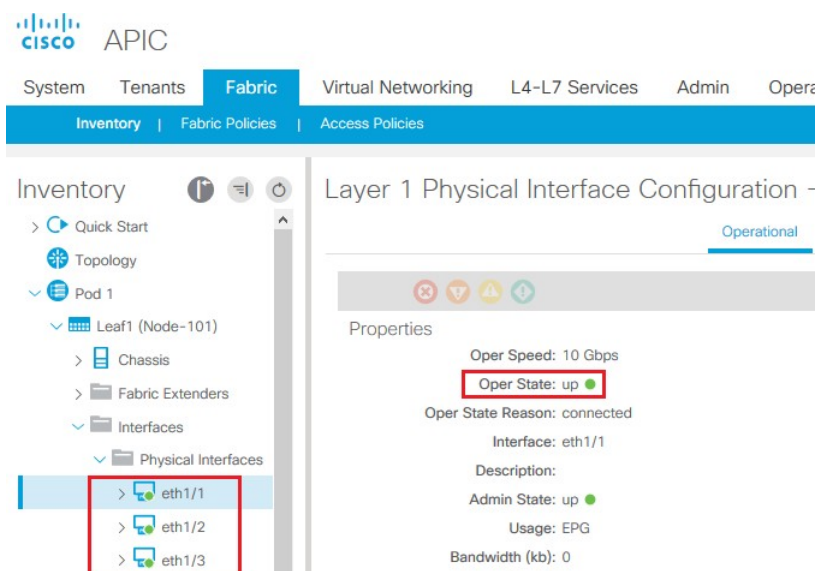 CISCO APIC
System Tenants Fabric Virtual Networking L4-L7 Services Admin Opera
Inventory | Fabric Policies | Access Policies
Inventory
Quick Start
Topology
Pod 1
Leaf1 (Node-101)
Chassis
Fabric Extenders
Interfaces
Physical Interfaces
eth1/1
eth1/2
eth1/3
Layer 1 Physical Interface Configuration -
Operational
Properties
Oper Speed: 10 Gbps
Oper State: up
Oper State Reason: connected
Interface: eth1/1
Description:
Admin State: up
Usage: EPG
Bandwidth (kb): 0